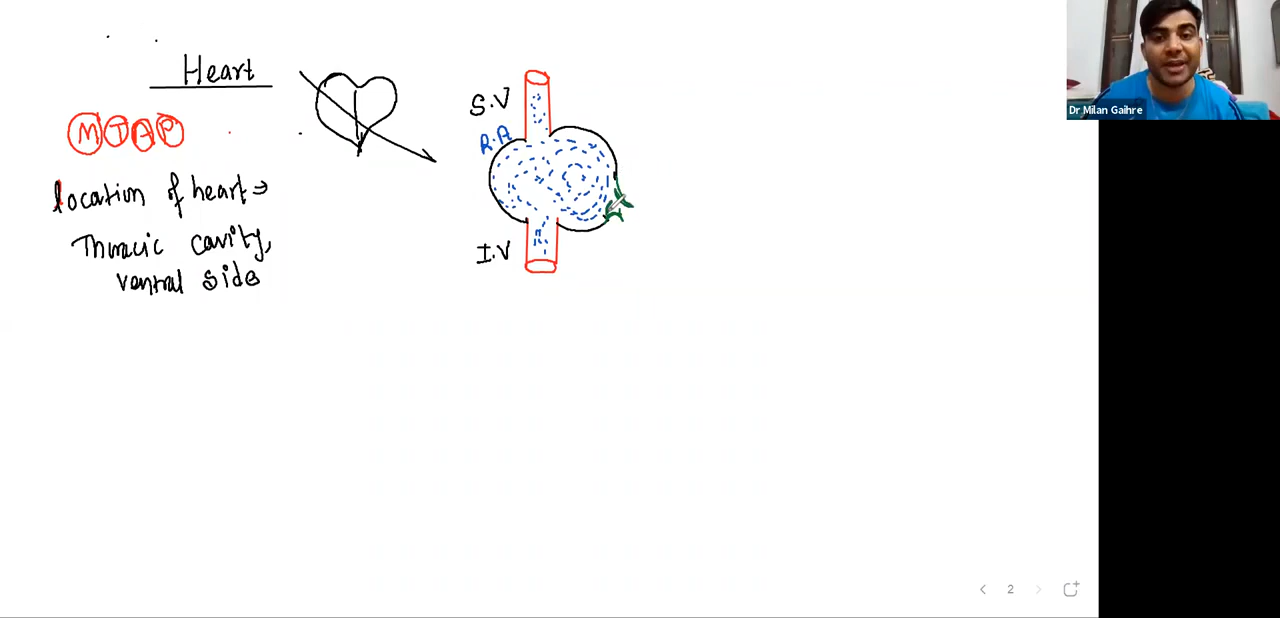 Heart
MTAP
location of heart ⇒
Thoracic cavity,
ventral side
S.V
R.A
I.V
Dr Milan Gaihre
2